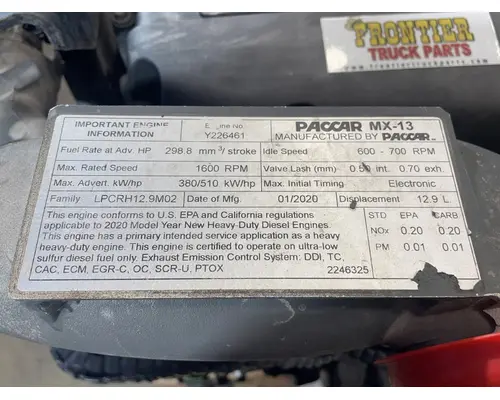 FRONTIER
TRUCK PARTS
www.frontiertruckparts.com
IMPORTANT ENGINE INFORMATION
E ine No. Y226461
PACCAR MX-13
MANUFACTURED BY PACCAR
Fuel Rate at Adv. HP 298.8 mm³/stroke Idle Speed 600 - 700 RPM
Max. Rated Speed 1600 RPM Valve Lash (mm) 0.50 int. 0.70 exh.
Max. Advert. kW/hp 380/510 kW/hp Max. Initial Timing Electronic
Family LPCRH12.9M02 Date of Man. 01/2020 Displacement 12.9 L
This engine conforms to U.S. EPA and California regulations
applicable to 2020 Model Year New Heavy-Duty Diesel Engines.
This engine has a primary intended service application as a heavy
heavy-duty engine. This engine is certified to operate on ultra-low
sulfur diesel fuel only. Exhaust Emission Control System: DDI, TC,
CAC, ECM, EGR-C, OC, SCR-U, PTOX 2246325
STD EPA CARB
NOx 0.20 0.20
PM 0.01 0.01